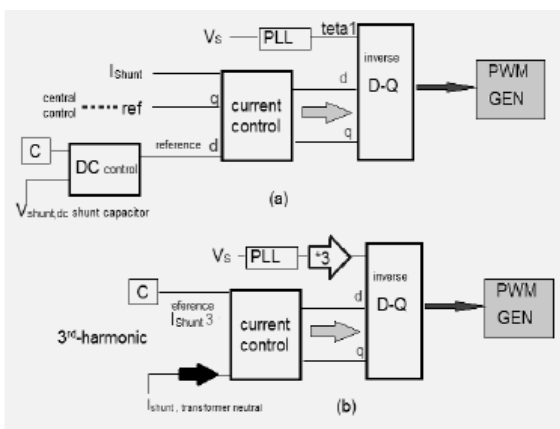 teta1
Vs PLL
inverse
D-Q
PWM
GEN
IShunt
d
central
control
ref
q
current
control
q
C
reference d
DC control
Vshunt,dc shunt capacitor
(a)
Vs PLL *3
inverse
D-Q
PWM
GEN
C
d
reference
IShunt 3
3rd-harmonic
current
control
q
Ishunt , transformer neutral
(b)